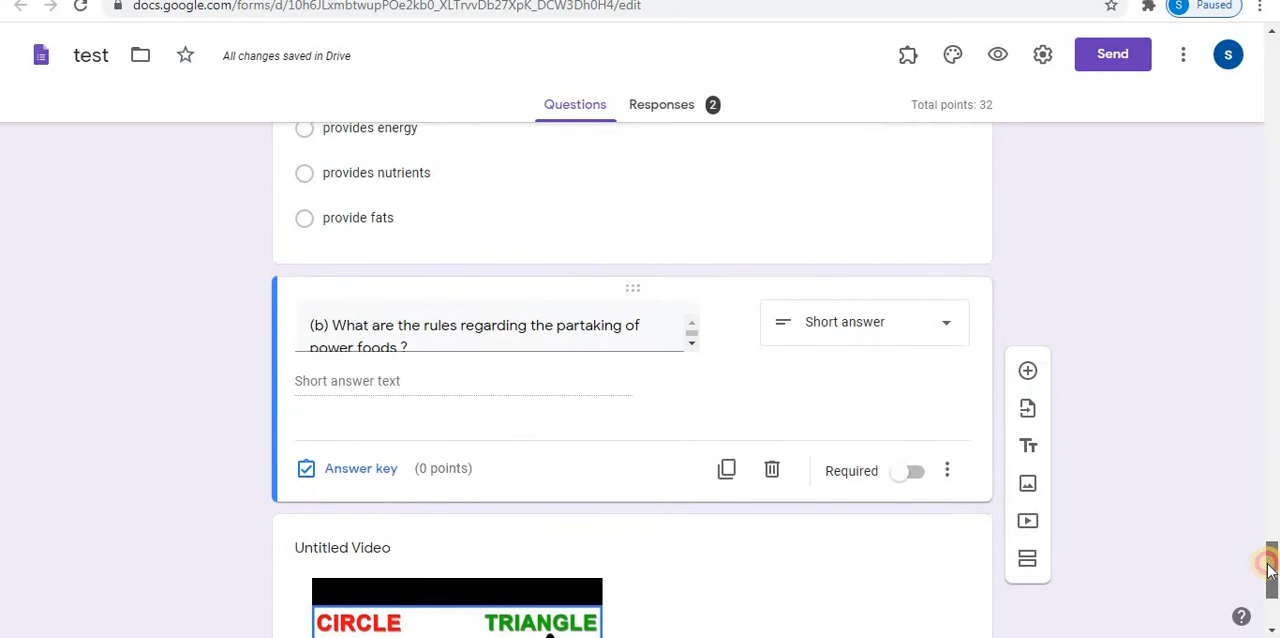 docs.google.com/forms/d/10h6JLxmbtwupPOe2kb0_XLTrvvDb27XpK_DCW3Dh0H4/edit
S Paused
test
All changes saved in Drive
Send
S
Questions
Responses 2
Total points: 32
provides energy
provides nutrients
provide fats
(b) What are the rules regarding the partaking of
power foods ?
Short answer
Short answer text
Answer key (0 points)
Required
Untitled Video
CIRCLE TRIANGLE